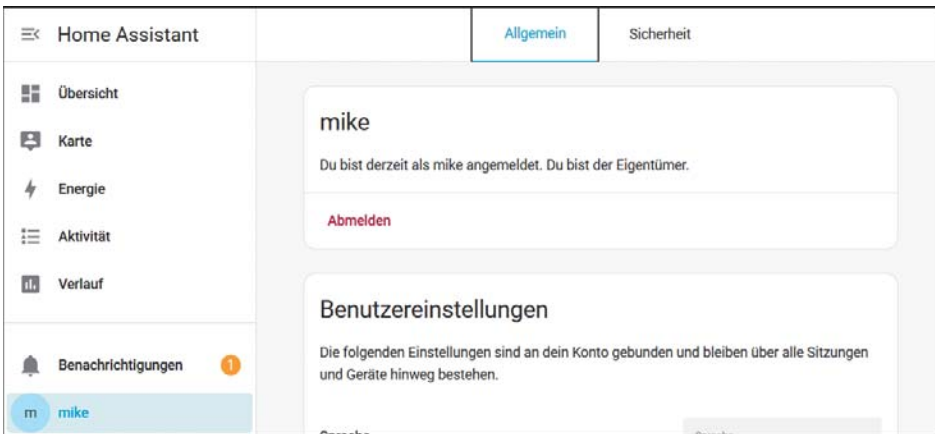 Home Assistant
Übersicht
Karte
Energie
Aktivität
Verlauf
Benachrichtigungen 1
m mike
Allgemein Sicherheit
mike
Du bist derzeit als mike angemeldet. Du bist der Eigentümer.
Abmelden
Benutzereinstellungen
Die folgenden Einstellungen sind an dein Konto gebunden und bleiben über alle Sitzungen
und Geräte hinweg bestehen.